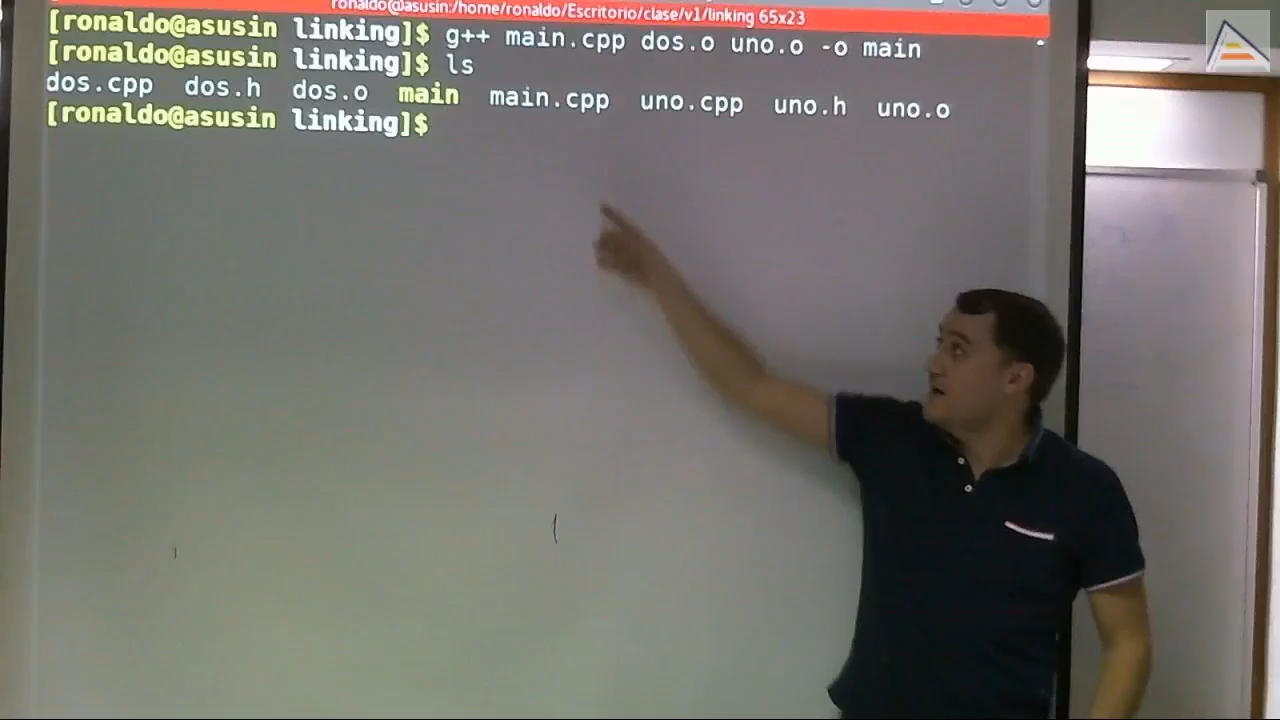 ronaldo@asusin:/home/ronaldo/Escritorio/clase/v1/linking 65x23
[ronaldo@asusin linking]$ g++ main.cpp dos.o uno.o -o main
[ronaldo@asusin linking]$ ls
dos.cpp dos.h dos.o main main.cpp uno.cpp uno.h uno.o
[ronaldo@asusin linking]$